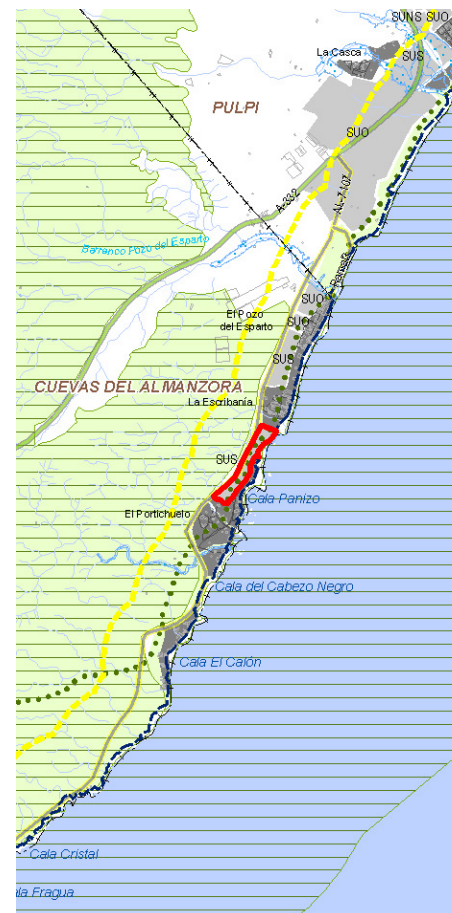 SUNS SUO
La Casca
SUS
PULPI
SUO
A-332
AL-7107
Barranco Pozo del Esparto
SUO
El Pozo
del Esparto
SUO
SUS
CUEVAS DEL ALMANZORA
La Escribanía
SUS
Cala Panizo
El Portichuelo
Cala del Cabezo Negro
Cala El Calón
Cala Cristal
ala Fragua